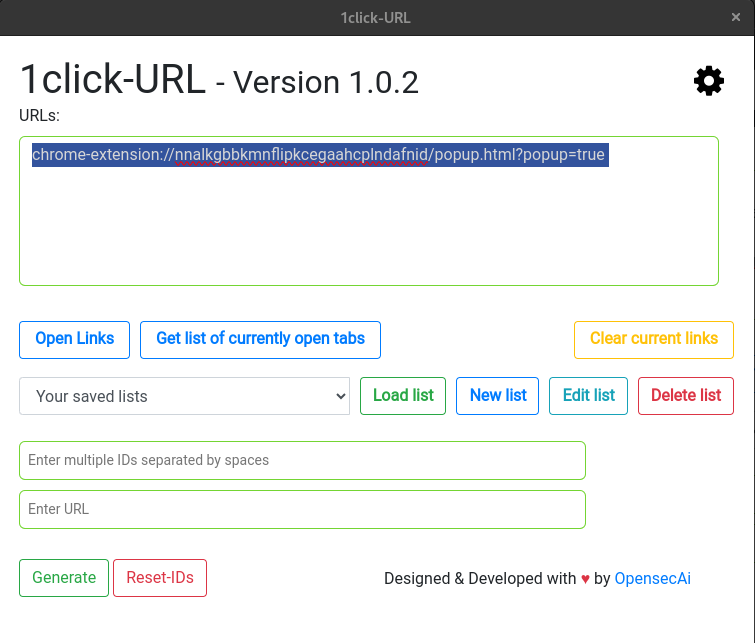 1click-URL
1click-URL - Version 1.0.2
URLs:
chrome-extension://nnalkgbbkmnflipkcegaahcplndafnid/popup.html?popup=true
Open Links Get list of currently open tabs Clear current links
Your saved lists Load list New list Edit list Delete list
Enter multiple IDs separated by spaces
Enter URL
Generate Reset-IDs Designed & Developed with ♥ by OpensecAi